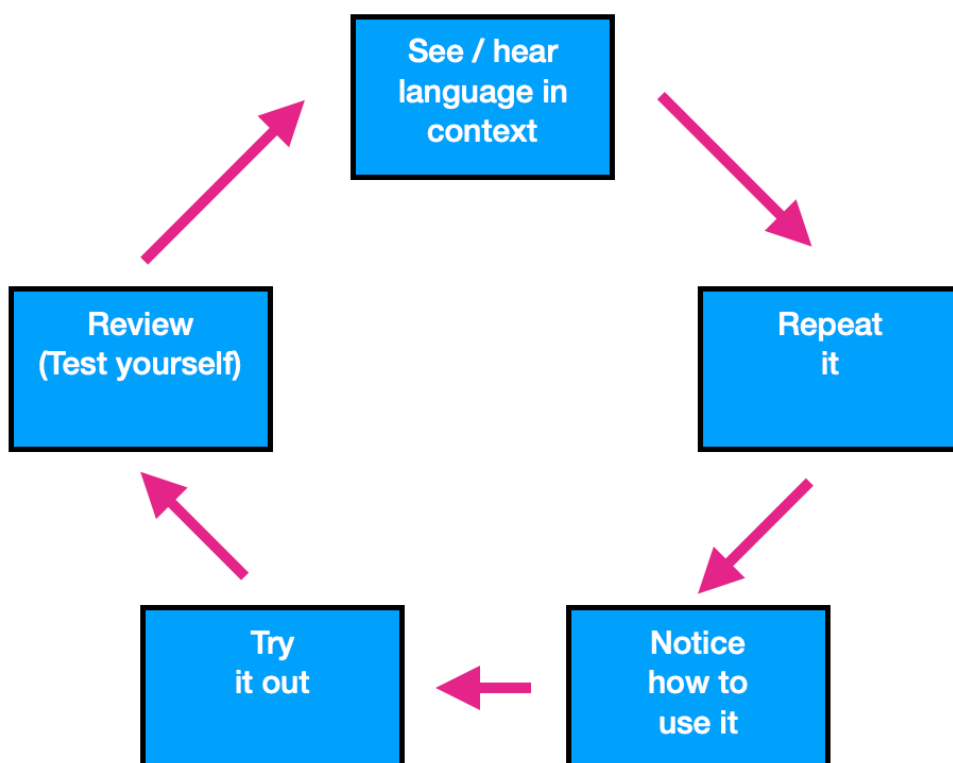 See / hear
language in
context
Repeat
it
Notice
how to
use it
Try
it out
Review
(Test yourself)